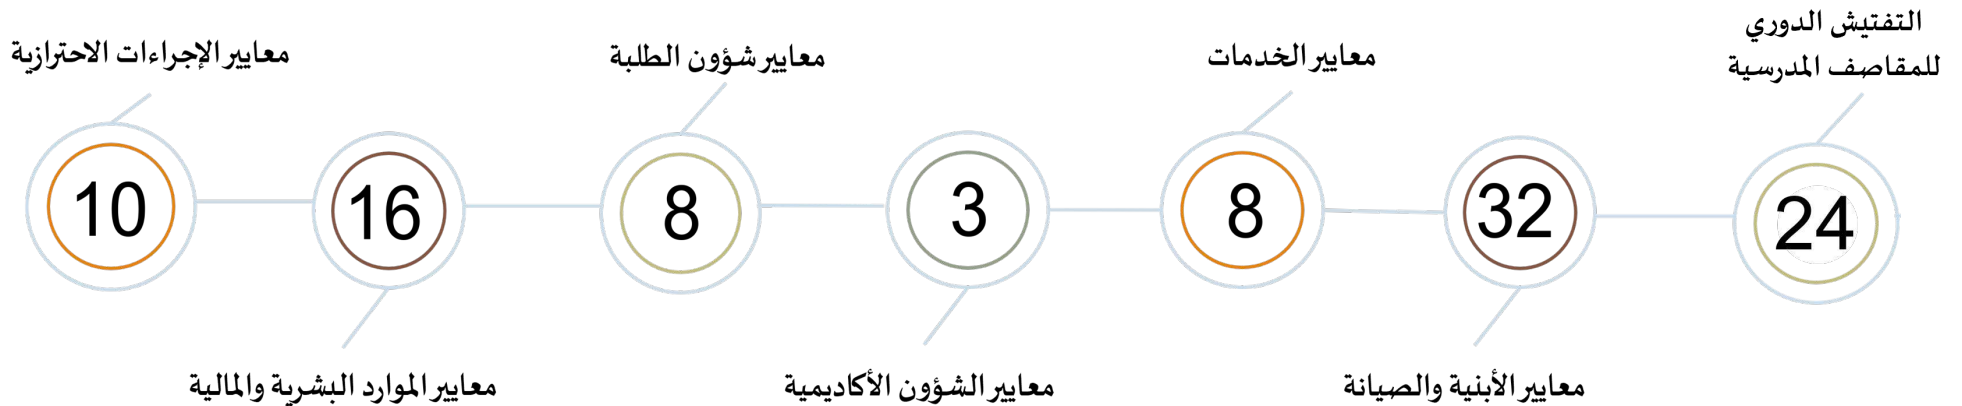 التفتيش الدوري
للمقاصف المدرسية
24
معايير الأبنية والصيانة
32
معايير الخدمات
8
معايير الشؤون الأكاديمية
3
معايير شؤون الطلبة
8
معايير الموارد البشرية والمالية
16
معايير الإجراءات الاحترازية
10